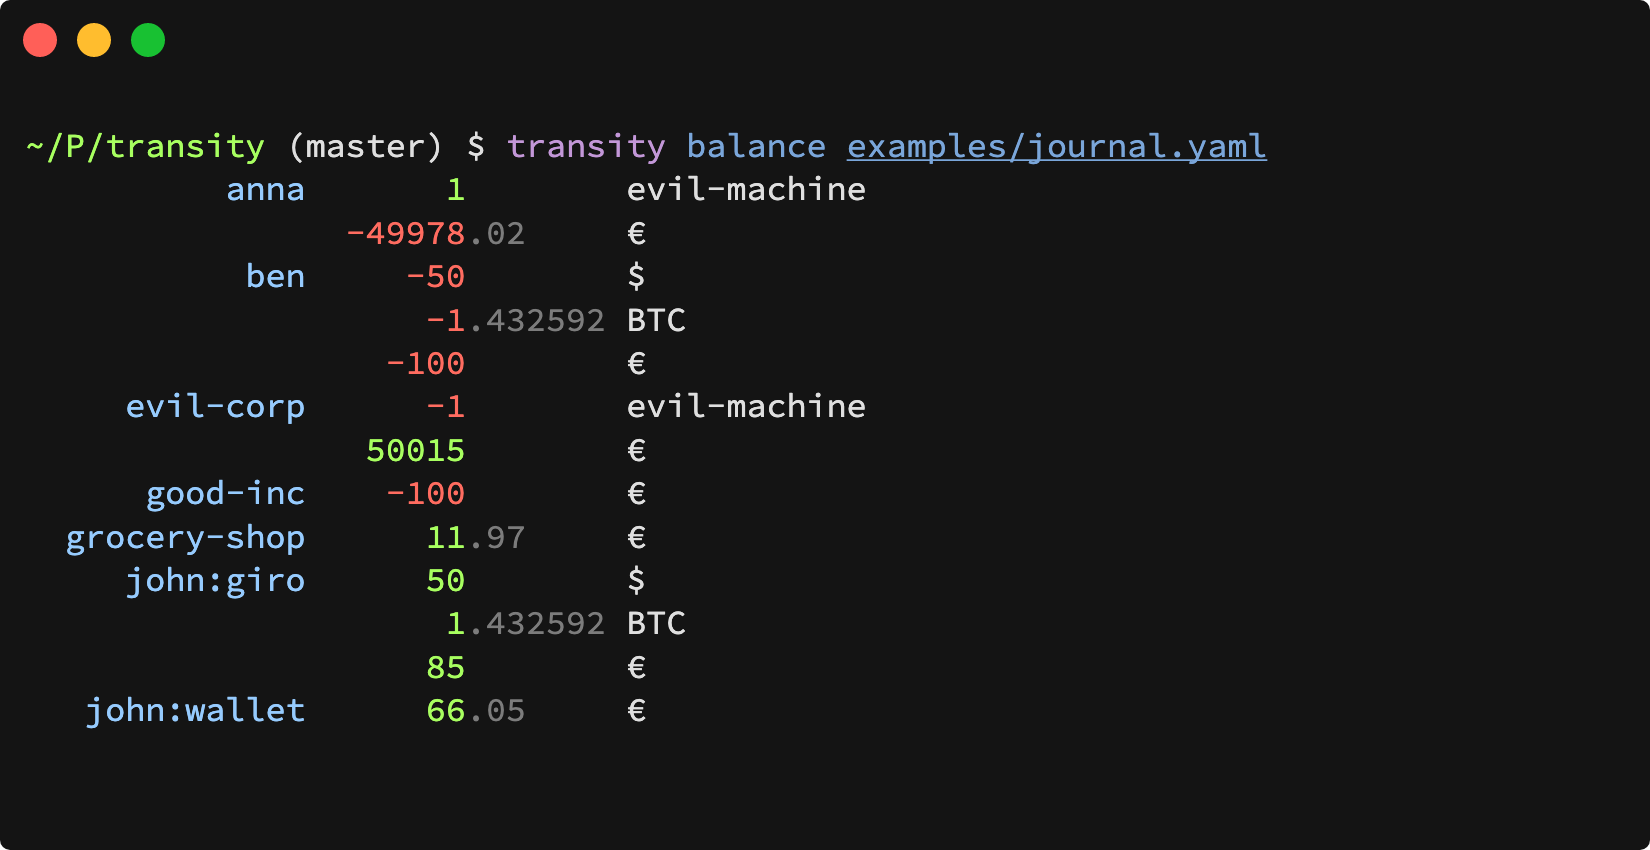 ~/P/transity (master) $ transity balance examples/journal.yaml
anna 1 evil-machine
-49978.02 €
ben -50 $
-1.432592 BTC
-100 €
evil-corp -1 evil-machine
50015 €
good-inc -100 €
grocery-shop 11.97 €
john:giro 50 $
1.432592 BTC
85 €
john:wallet 66.05 €